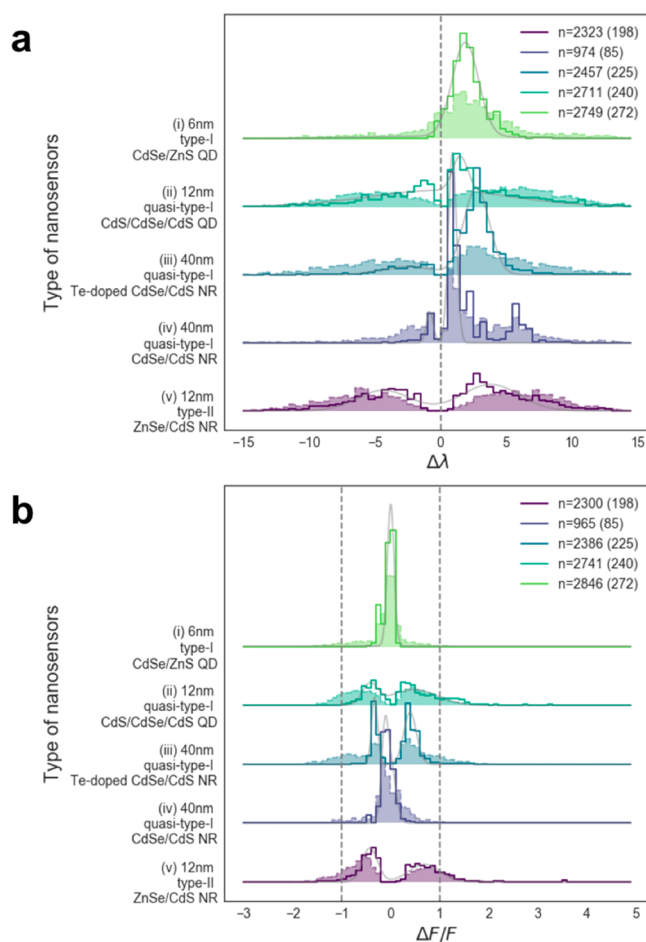 a
n=2323 (198)
n=974 (85)
n=2457 (225)
n=2711 (240)
n=2749 (272)
Type of nanosensors
(i) 6nm
type-I
CdSe/ZnS QD
(ii) 12nm
quasi-type-I
CdS/CdSe/CdS QD
(iii) 40nm
quasi-type-I
Te-doped CdSe/CdS NR
(iv) 40nm
quasi-type-I
CdSe/CdS NR
(v) 12nm
type-II
ZnSe/CdS NR
−15 −10 −5 0 5 10 15
Δλ
b
n=2300 (198)
n=965 (85)
n=2386 (225)
n=2741 (240)
n=2846 (272)
Type of nanosensors
(i) 6nm
type-I
CdSe/ZnS QD
(ii) 12nm
quasi-type-I
CdS/CdSe/CdS QD
(iii) 40nm
quasi-type-I
Te-doped CdSe/CdS NR
(iv) 40nm
quasi-type-I
CdSe/CdS NR
(v) 12nm
type-II
ZnSe/CdS NR
−3 −2 −1 0 1 2 3 4 5
ΔF/F